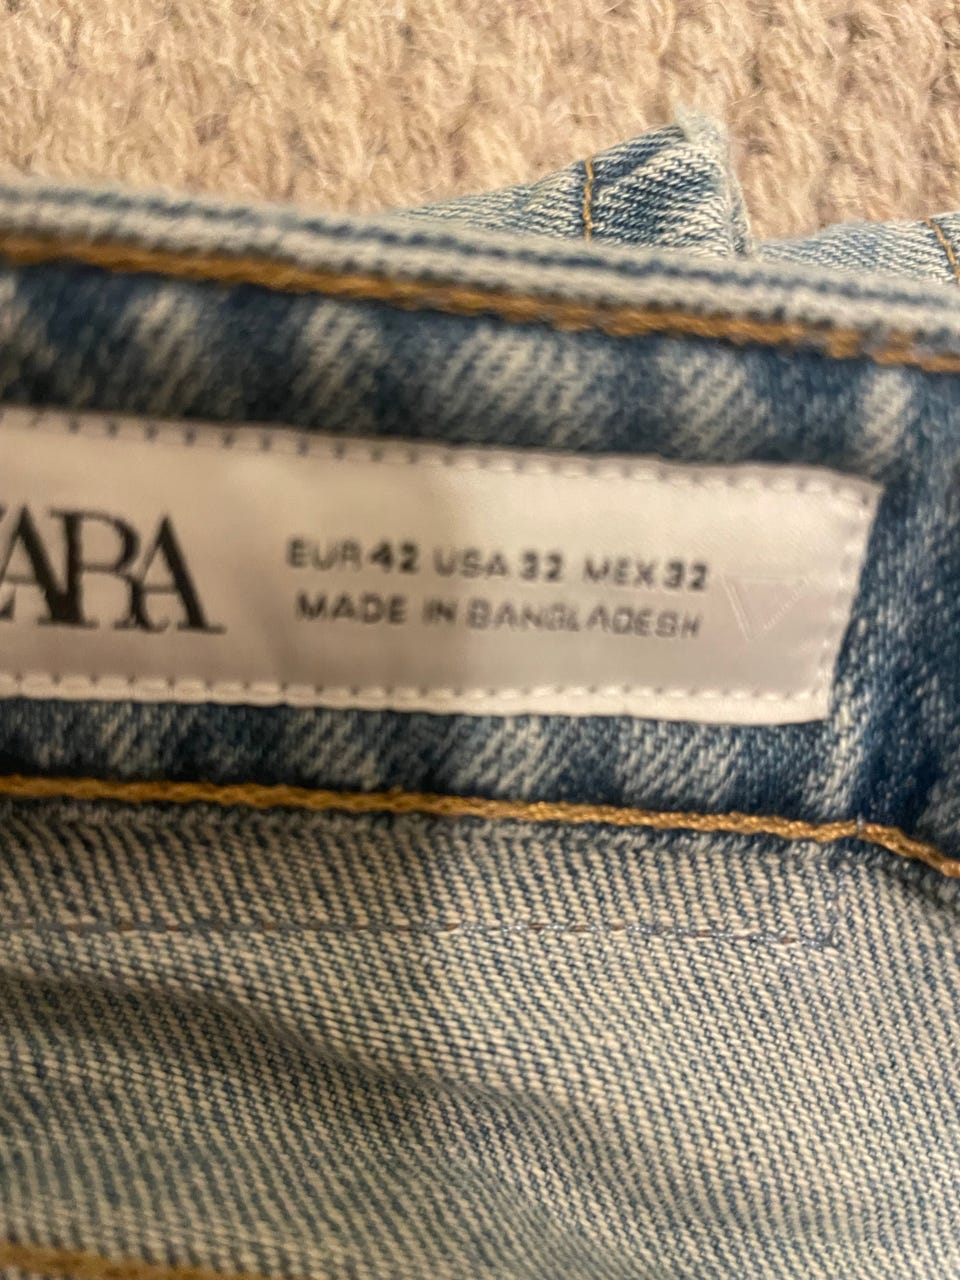 ZARA
EUR 42 USA 32 MEX 32
MADE IN BANGLADESH